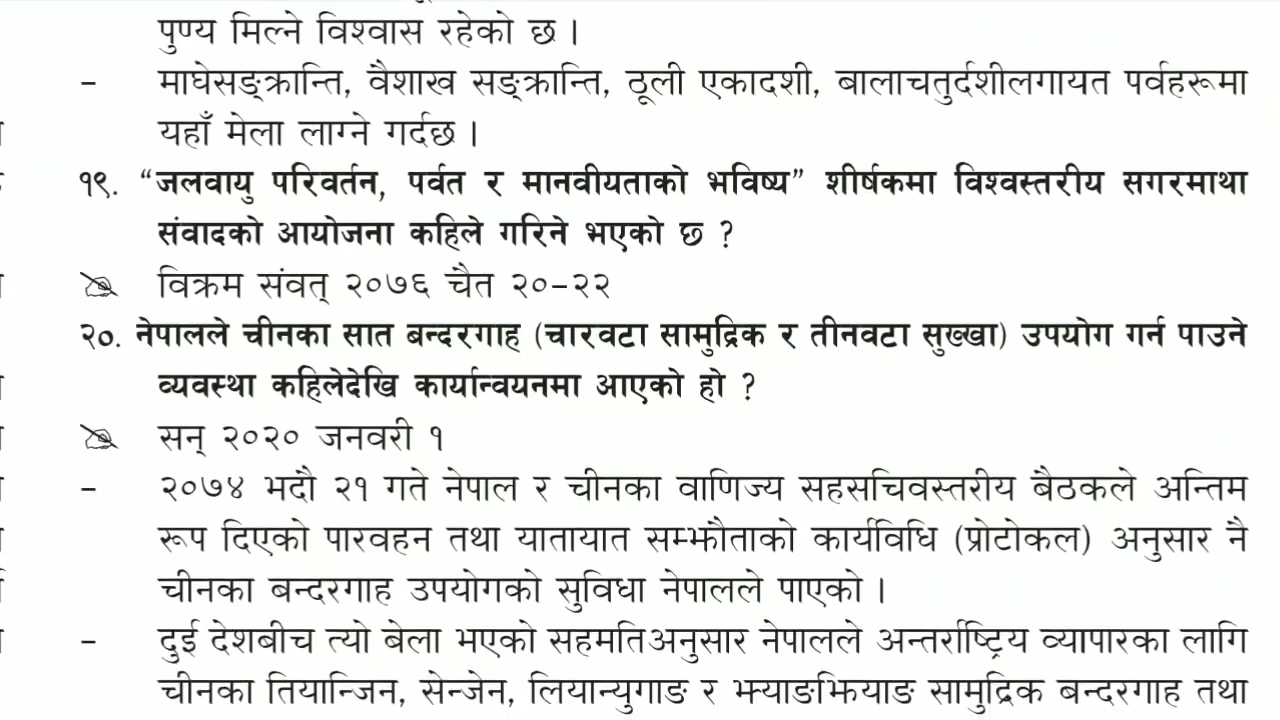 पुण्य मिल्ने विश्वास रहेको छ ।
- माघेसङ्क्रान्ति, वैशाख सङ्क्रान्ति, ठूली एकादशी, बालाचतुर्दशीलगायत पर्वहरूमा
यहाँ मेला लाग्ने गर्दछ ।
१९. “जलवायु परिवर्तन, पर्वत र मानवीयताको भविष्य” शीर्षकमा विश्वस्तरीय सगरमाथा
संवादको आयोजना कहिले गरिने भएको छ ?
विक्रम संवत् २०७६ चैत २०-२२
२०. नेपालले चीनका सात बन्दरगाह (चारवटा सामुद्रिक र तीनवटा सुख्खा) उपयोग गर्न पाउने
व्यवस्था कहिलेदेखि कार्यान्वयनमा आएको हो ?
सन् २०२० जनवरी १
- २०७४ भदौ २१ गते नेपाल र चीनका वाणिज्य सहसचिवस्तरीय बैठकले अन्तिम
रूप दिएको पारवहन तथा यातायात सम्झौताको कार्यविधि (प्रोटोकल) अनुसार नै
चीनका बन्दरगाह उपयोगको सुविधा नेपालले पाएको ।
- दुई देशबीच त्यो बेला भएको सहमतिअनुसार नेपालले अन्तर्राष्ट्रिय व्यापारका लागि
चीनका तियान्जिन, सेन्जेन, लियान्युगाङ र झ्याङझियाङ सामुद्रिक बन्दरगाह तथा